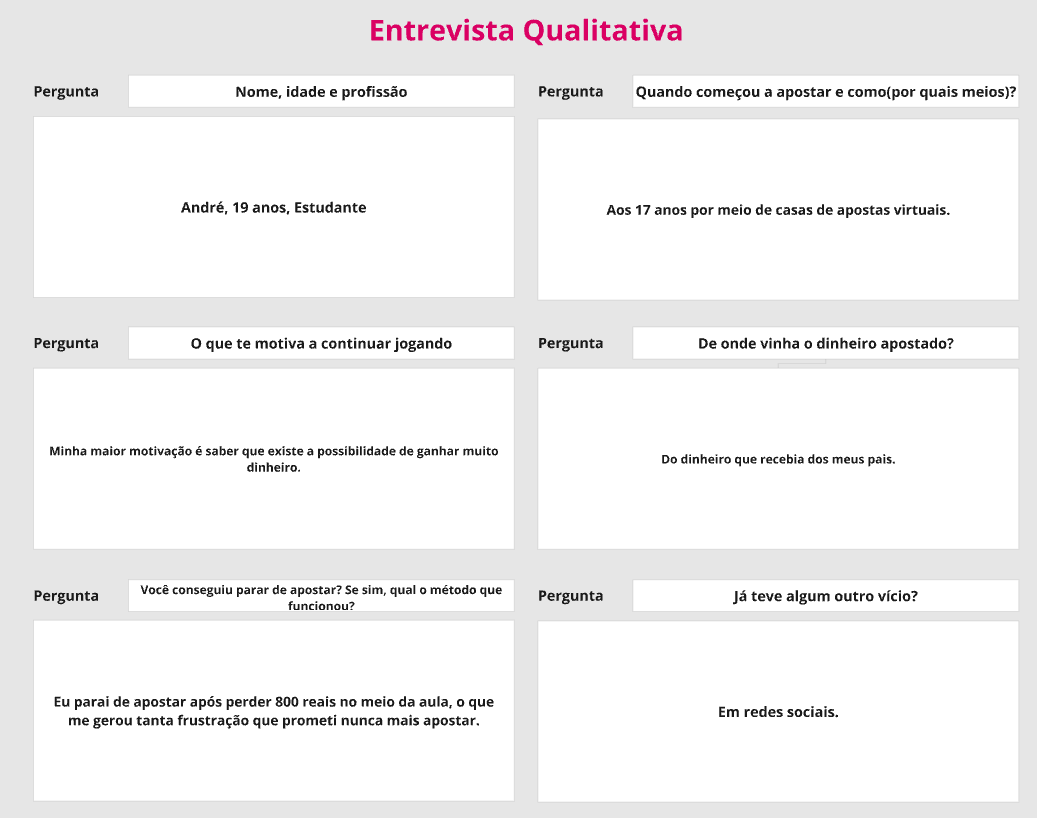 Entrevista Qualitativa
Pergunta
Nome, idade e profissão
André, 19 anos, Estudante
Pergunta
Quando começou a apostar e como(por quais meios)?
Aos 17 anos por meio de casas de apostas virtuais.
Pergunta
O que te motiva a continuar jogando
Minha maior motivação é saber que existe a possibilidade de ganhar muito
dinheiro.
Pergunta
De onde vinha o dinheiro apostado?
Do dinheiro que recebia dos meus pais.
Pergunta
Você conseguiu parar de apostar? Se sim, qual o método que
funcionou?
Eu parai de apostar após perder 800 reais no meio da aula, o que
me gerou tanta frustração que prometi nunca mais apostar.
Pergunta
Já teve algum outro vício?
Em redes sociais.